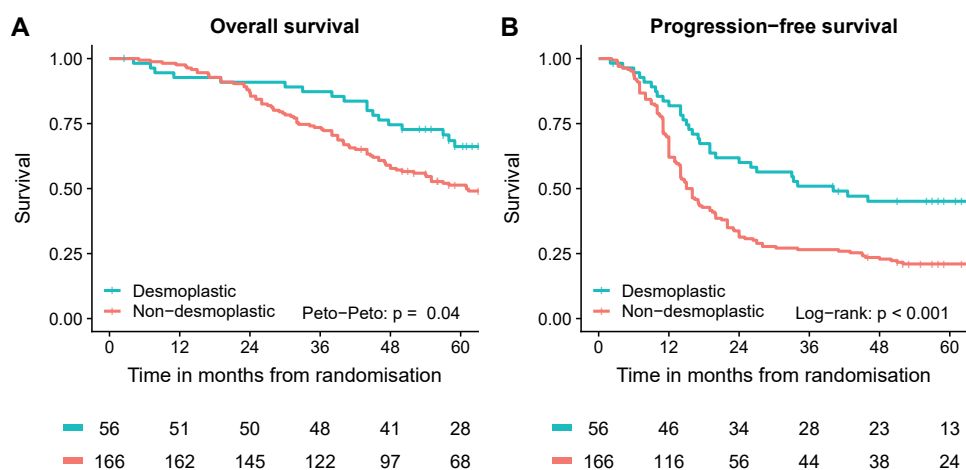 A
Overall survival
1.00
0.75
0.50
0.25
0.00
Survival
Desmoplastic
Non−desmoplastic
Peto−Peto: p = 0.04
0 12 24 36 48 60
Time in months from randomisation
56 51 50 48 41 28
166 162 145 122 97 68
B
Progression−free survival
1.00
0.75
0.50
0.25
0.00
Survival
Desmoplastic
Non−desmoplastic
Log−rank: p < 0.001
0 12 24 36 48 60
Time in months from randomisation
56 46 34 28 23 13
166 116 56 44 38 24